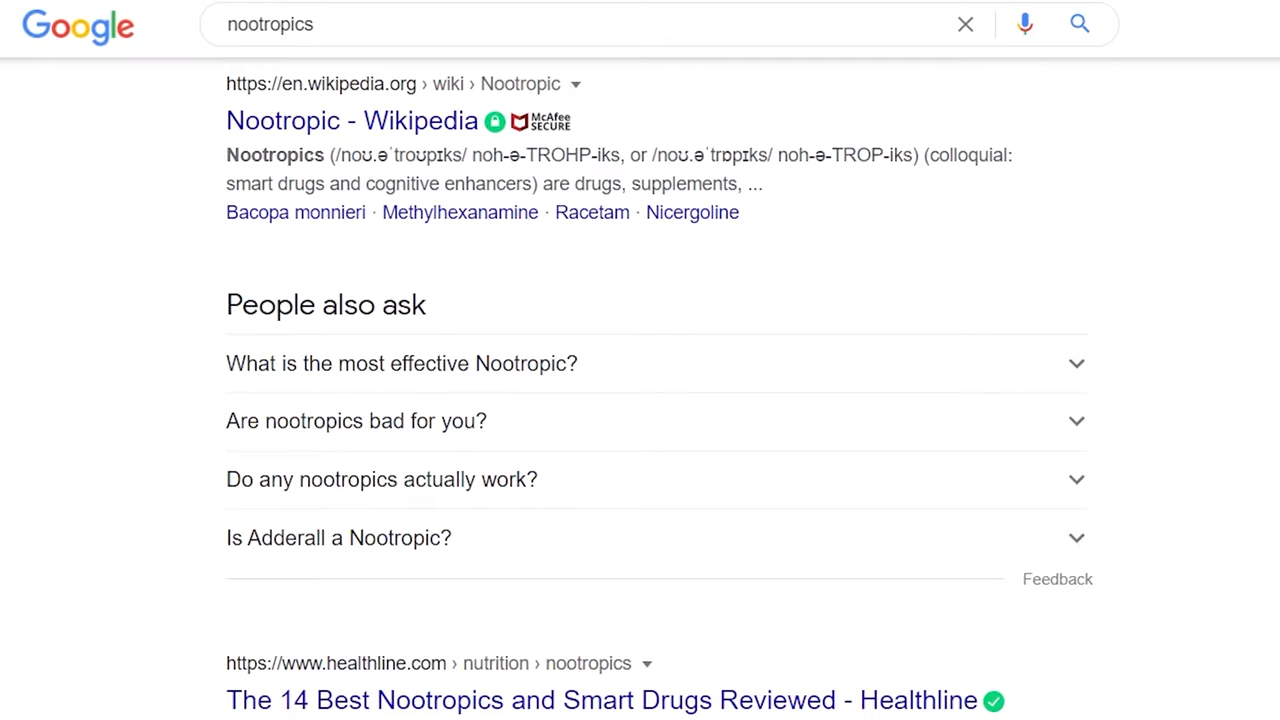 Google
nootropics
https://en.wikipedia.org › wiki › Nootropic
Nootropic - Wikipedia McAfee SECURE
Nootropics (/noʊ.əˈtroʊpɪks/ noh-ə-TROHP-iks, or /noʊ.əˈtrɒpɪks/ noh-ə-TROP-iks) (colloquial:
smart drugs and cognitive enhancers) are drugs, supplements, ...
Bacopa monnieri · Methylhexanamine · Racetam · Nicergoline
People also ask
What is the most effective Nootropic?
Are nootropics bad for you?
Do any nootropics actually work?
Is Adderall a Nootropic?
Feedback
https://www.healthline.com › nutrition › nootropics
The 14 Best Nootropics and Smart Drugs Reviewed - Healthline